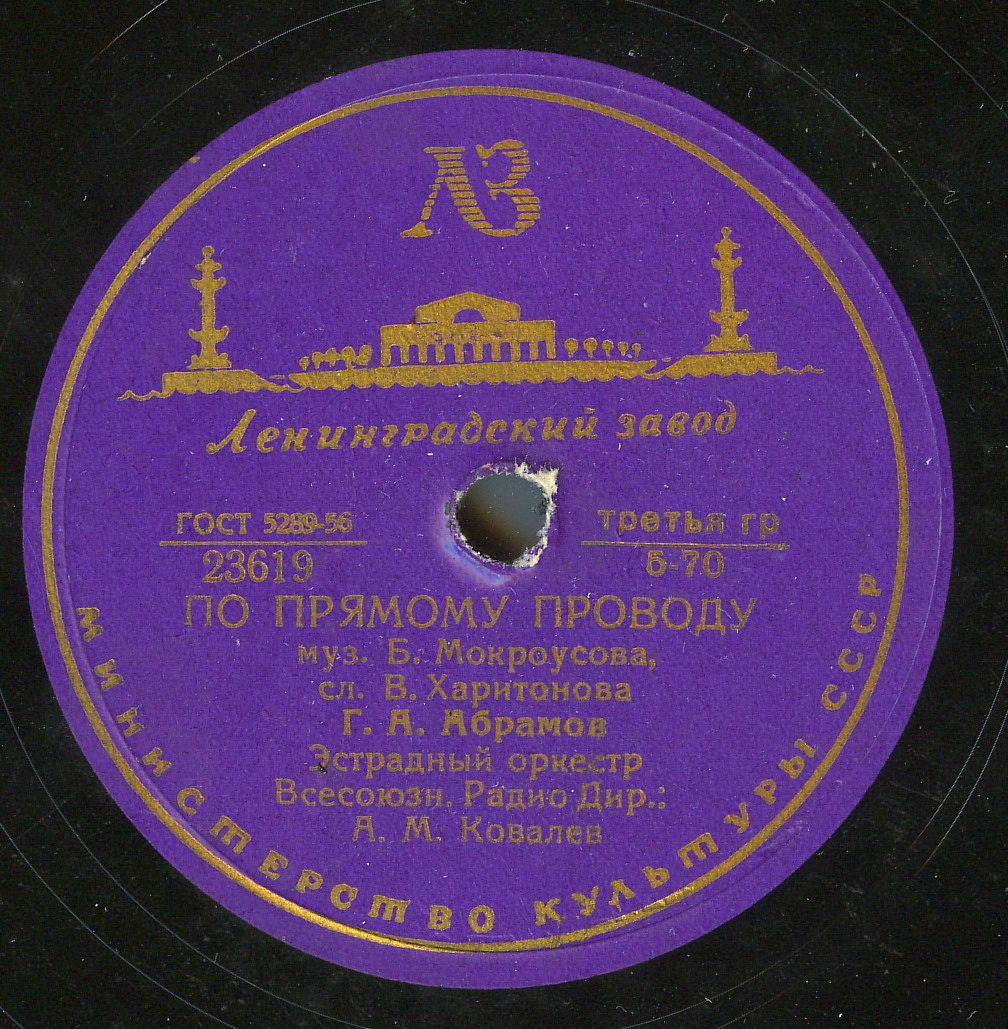 ЛЗ
Ленинградский завод
ГОСТ 5289-56
23619
третья гр
5-70
ПО ПРЯМОМУ ПРОВОДУ
муз. Б. Мокроусова,
сл. В. Харитонова
Г. А. Абрамов
Эстрадный оркестр
Всесоюзн. Радио Дир.:
А. М. Ковалев
МИНИСТЕРСТВО КУЛЬТУРЫ СССР